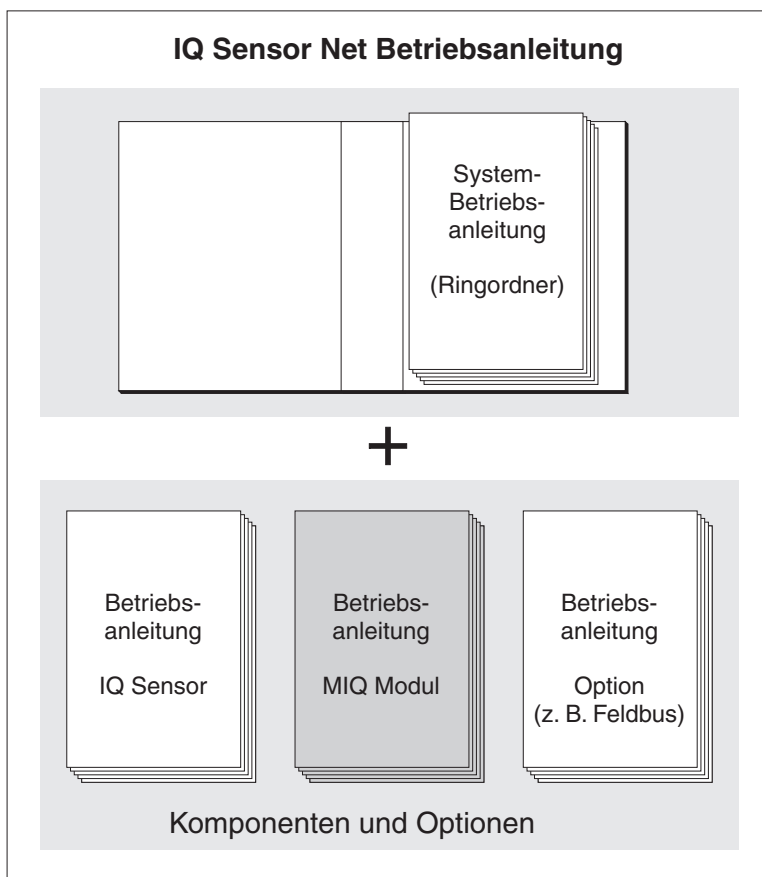 IQ Sensor Net Betriebsanleitung
System-
Betriebs-
anleitung
(Ringordner)
+
Betriebs-
anleitung
IQ Sensor
Betriebs-
anleitung
MIQ Modul
Betriebs-
anleitung
Option
(z. B. Feldbus)
Komponenten und Optionen